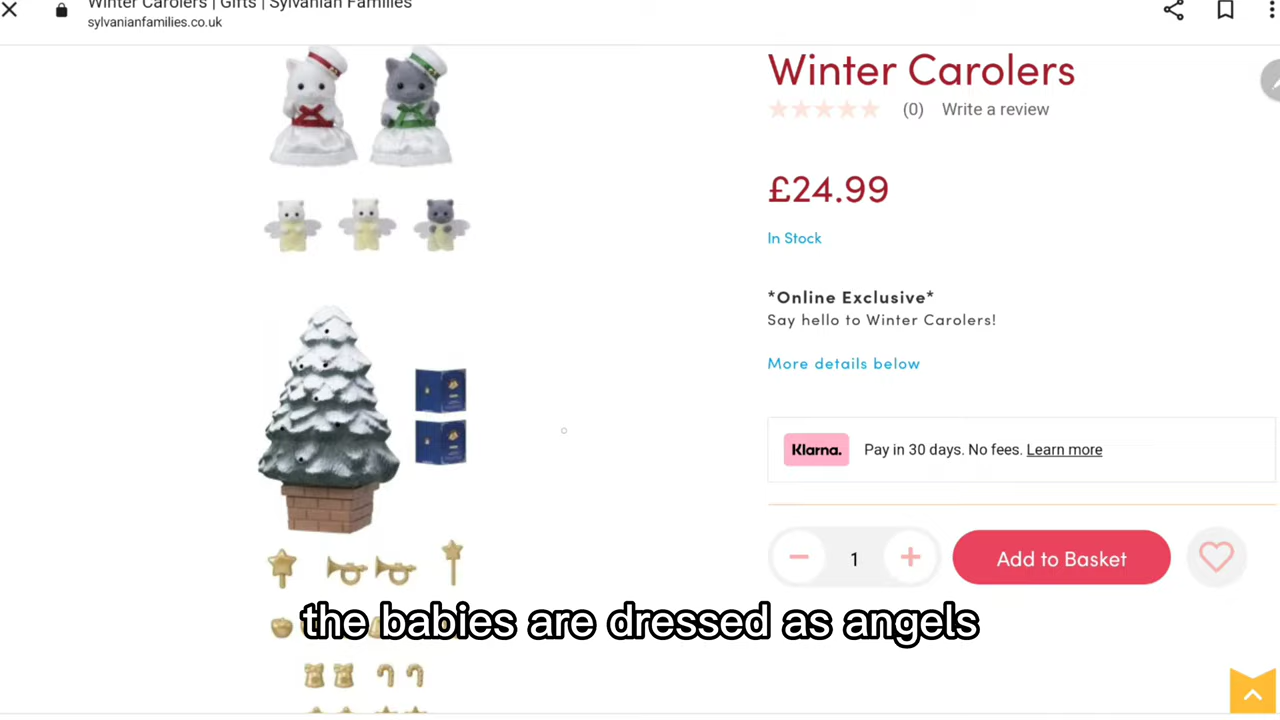 Winter Carolers | Gifts | Sylvanian Families
sylvanianfamilies.co.uk
Winter Carolers
(0) Write a review
£24.99
In Stock
*Online Exclusive*
Say hello to Winter Carolers!
More details below
Klarna. Pay in 30 days. No fees. Learn more
1
Add to Basket
the babies are dressed as angels